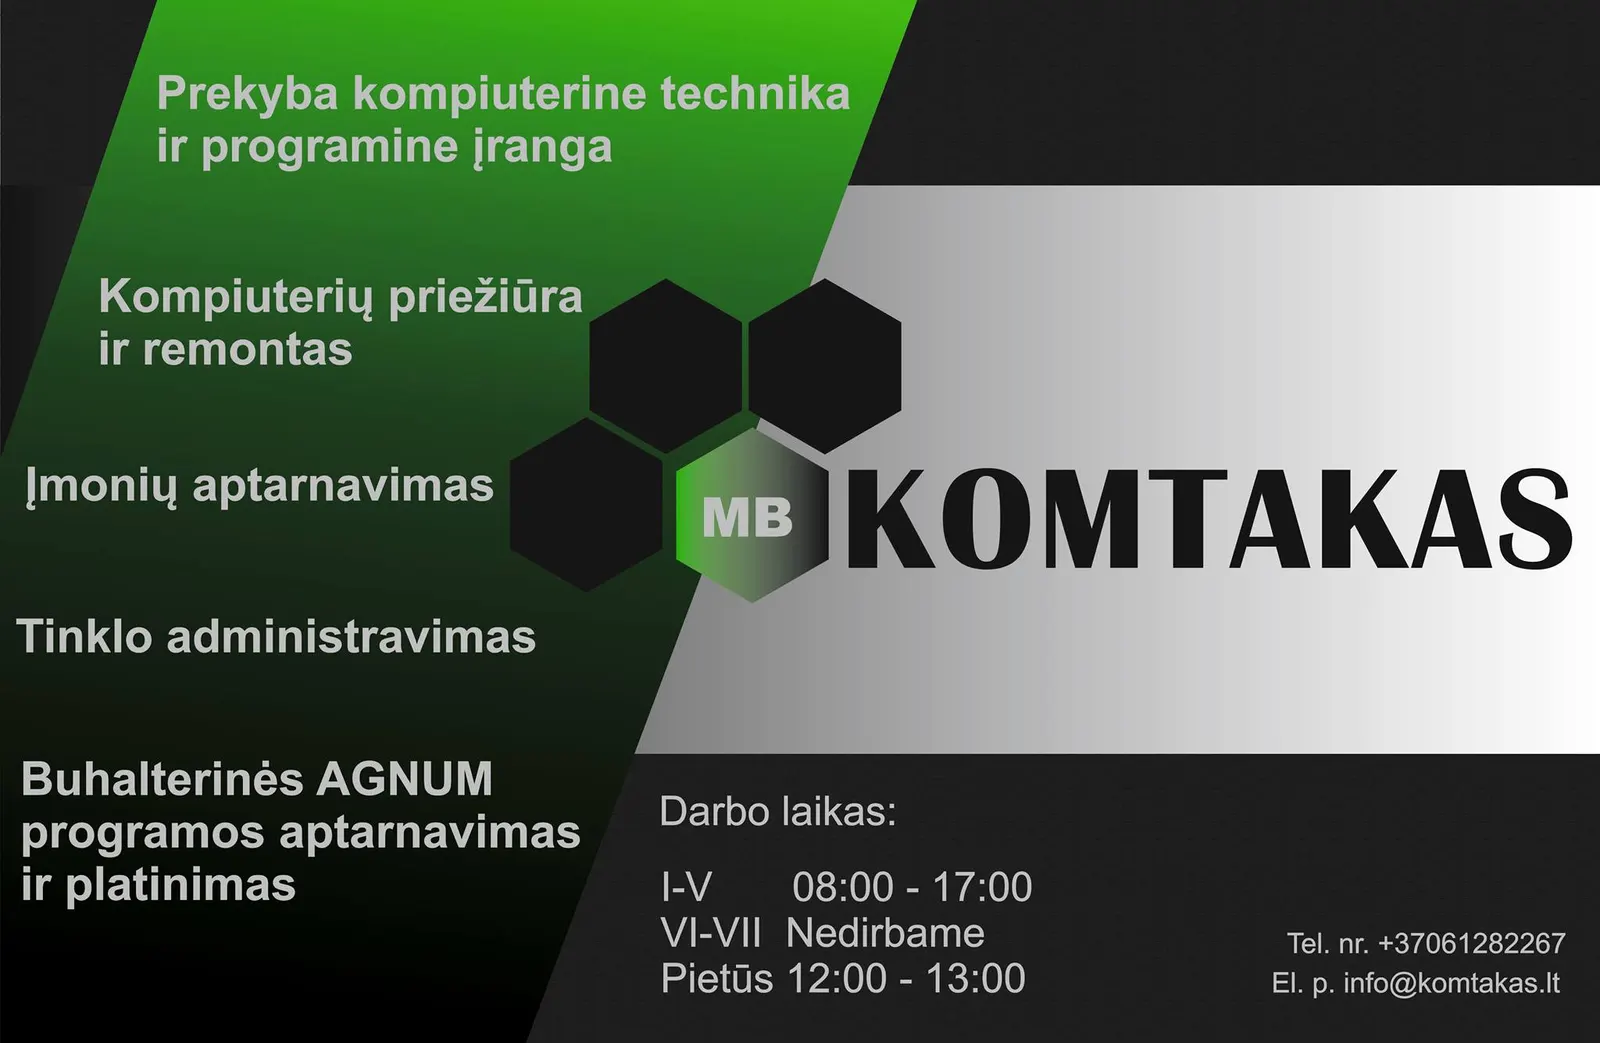 Prekyba kompiuterine technika
ir programine įranga
Kompiuterių priežiūra
ir remontas
Įmonių aptarnavimas
Tinklo administravimas
Buhalterinės AGNUM
programos aptarnavimas
ir platinimas
MB KOMTAKAS
Darbo laikas:
I-V 08:00 - 17:00
VI-VII Nedirbame
Pietūs 12:00 - 13:00
Tel. nr. +37061282267
El. p. info@komtakas.lt